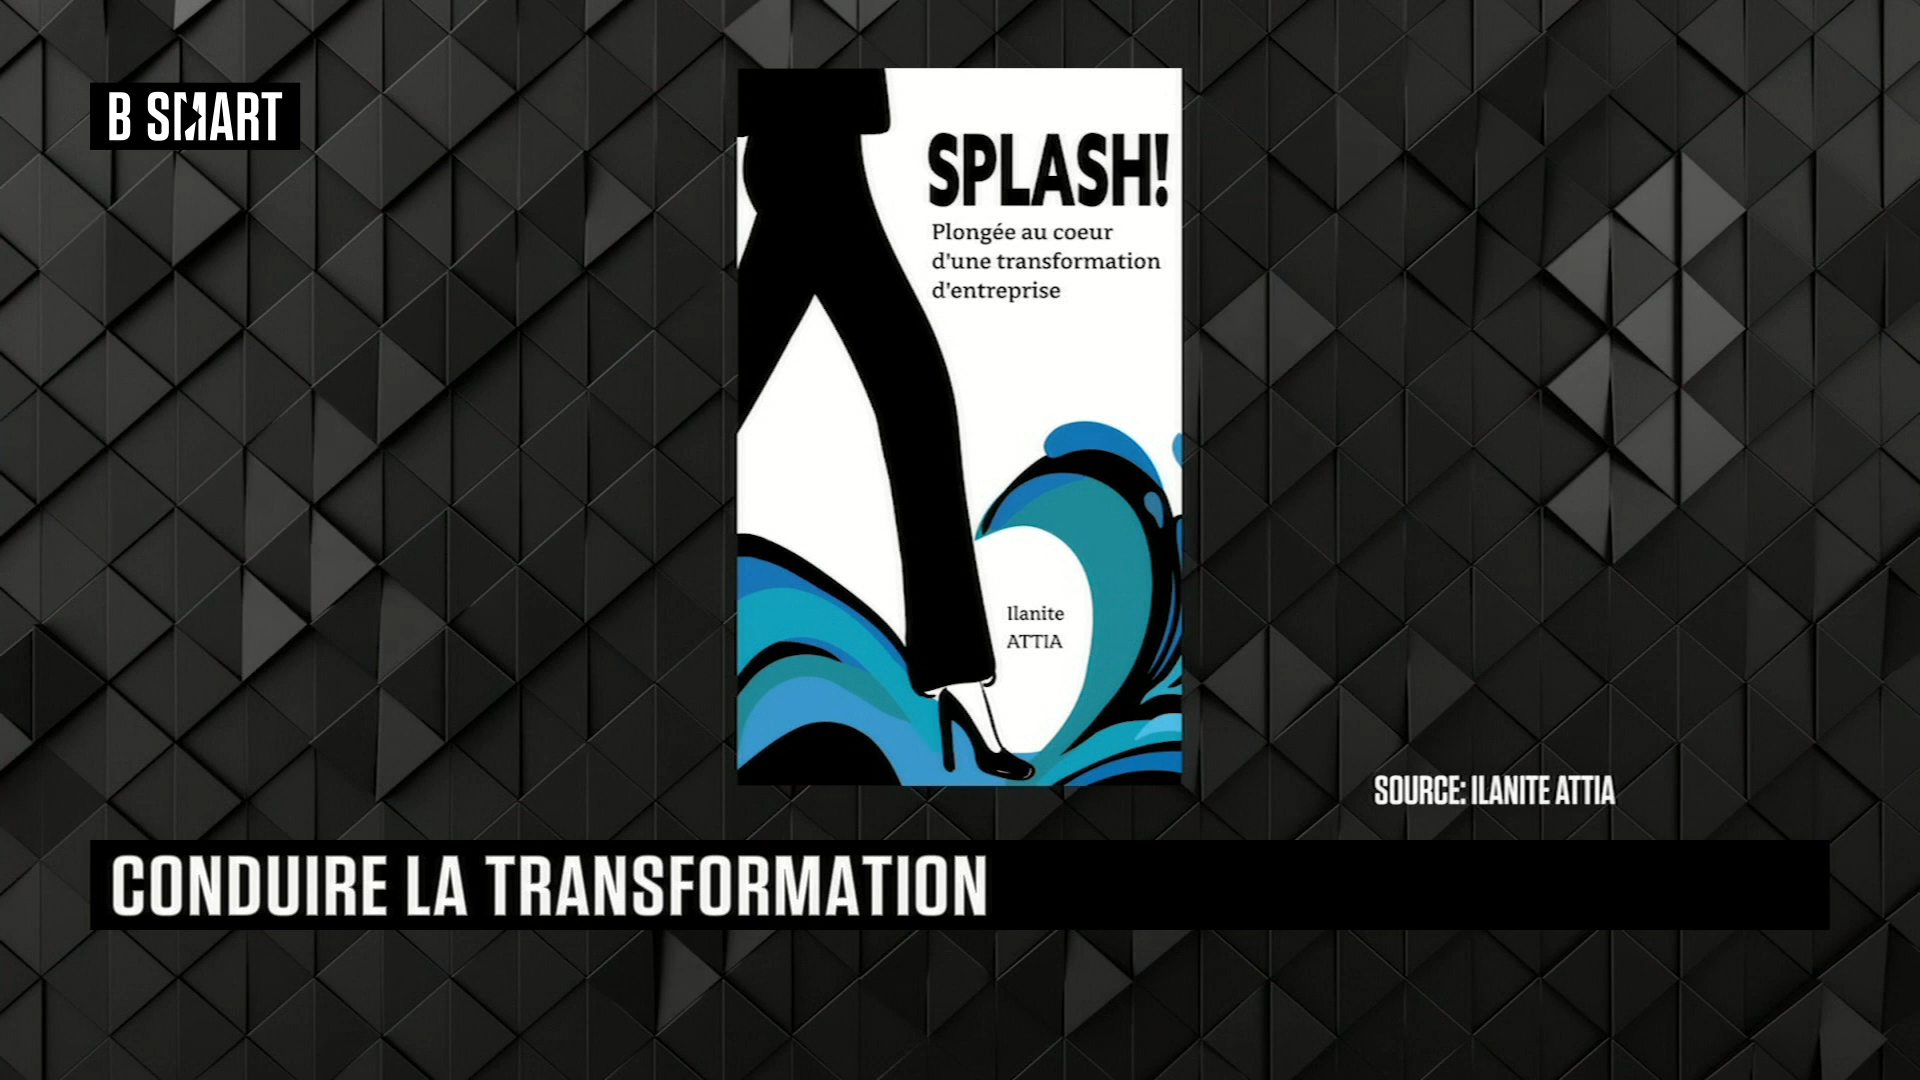 B SMART
SPLASH!
Plongée au coeur
d'une transformation
d'entreprise
Ilanite
ATTIA
SOURCE: ILANITE ATTIA
CONDUIRE LA TRANSFORMATION